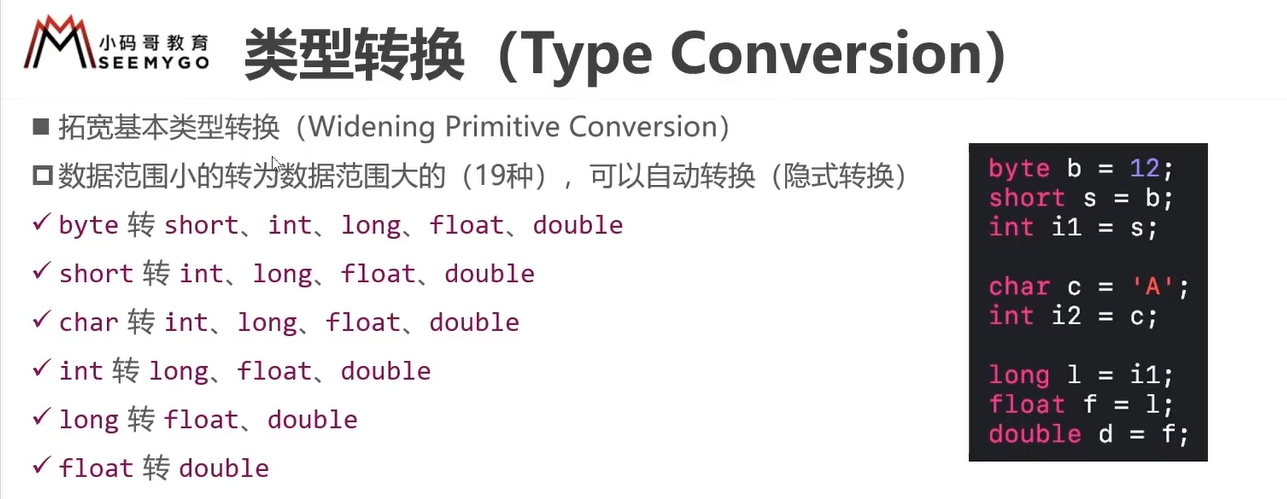 小码哥教育
SEEMYGO
类型转换（Type Conversion）
拓宽基本类型转换（Widening Primitive Conversion）
数据范围小的转为数据范围大的（19种），可以自动转换（隐式转换）
byte 转 short、int、long、float、double
short 转 int、long、float、double
char 转 int、long、float、double
int 转 long、float、double
long 转 float、double
float 转 double
byte b = 12;
short s = b;
int i1 = s;
char c = 'A';
int i2 = c;
long l = i1;
float f = l;
double d = f;